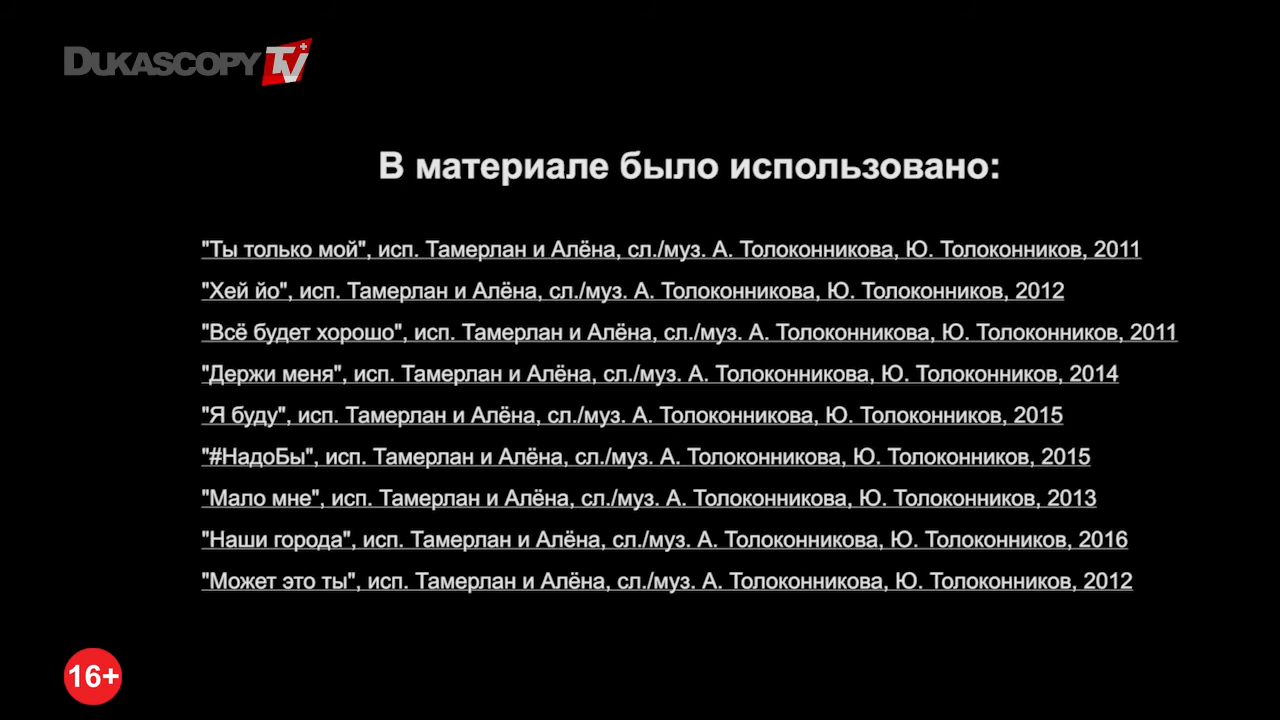 DUKASCOPY TV
В материале было использовано:
"Ты только мой", исп. Тамерлан и Алёна, сл./муз. А. Толоконникова, Ю. Толоконников, 2011
"Хей йо", исп. Тамерлан и Алёна, сл./муз. А. Толоконникова, Ю. Толоконников, 2012
"Всё будет хорошо", исп. Тамерлан и Алёна, сл./муз. А. Толоконникова, Ю. Толоконников, 2011
"Держи меня", исп. Тамерлан и Алёна, сл./муз. А. Толоконникова, Ю. Толоконников, 2014
"Я буду", исп. Тамерлан и Алёна, сл./муз. А. Толоконникова, Ю. Толоконников, 2015
"#НадоБы", исп. Тамерлан и Алёна, сл./муз. А. Толоконникова, Ю. Толоконников, 2015
"Мало мне", исп. Тамерлан и Алёна, сл./муз. А. Толоконникова, Ю. Толоконников, 2013
"Наши города", исп. Тамерлан и Алёна, сл./муз. А. Толоконникова, Ю. Толоконников, 2016
"Может это ты", исп. Тамерлан и Алёна, сл./муз. А. Толоконникова, Ю. Толоконников, 2012
16+